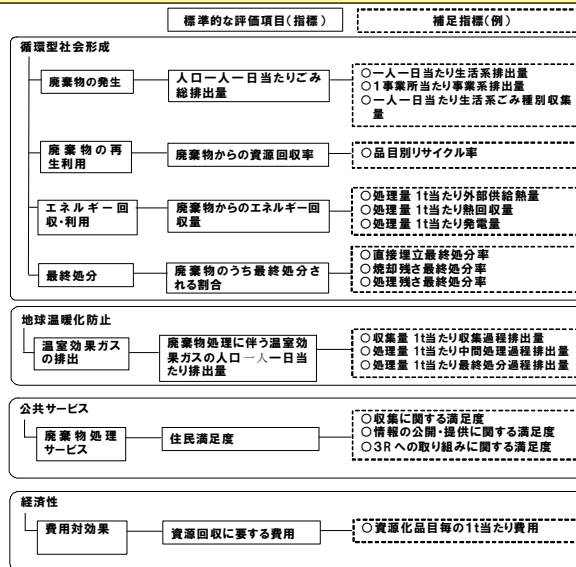 標準的な評価項目(指標) 補足指標(例)
循環型社会形成
廃棄物の発生
人口一人一日当たりごみ
総排出量
○一人一日当たり生活系排出量
○1事業所当たり事業系排出量
○一人一日当たり生活系ごみ種別収集
量
廃棄物の再
生利用
廃棄物からの資源回収率
○品目別リサイクル率
エネルギー回
収・利用
廃棄物からのエネルギー回
収量
○処理量 1t当たり外部供給熱量
○処理量 1t当たり熱回収量
○処理量 1t当たり発電量
最終処分
廃棄物のうち最終処分さ
れる割合
○直接埋立最終処分率
○焼却残さ最終処分率
○処理残さ最終処分率
地球温暖化防止
温室効果ガス
の排出
廃棄物処理に伴う温室効
果ガスの人口一人一日当
たり排出量
○収集量 1t当たり収集過程排出量
○処理量 1t当たり中間処理過程排出量
○処理量 1t当たり最終処分過程排出量
公共サービス
廃棄物処理
サービス
住民満足度
○収集に関する満足度
○情報の公開・提供に関する満足度
○3Rへの取り組みに関する満足度
経済性
費用対効果
資源回収に要する費用
○資源化品目毎の1t当たり費用